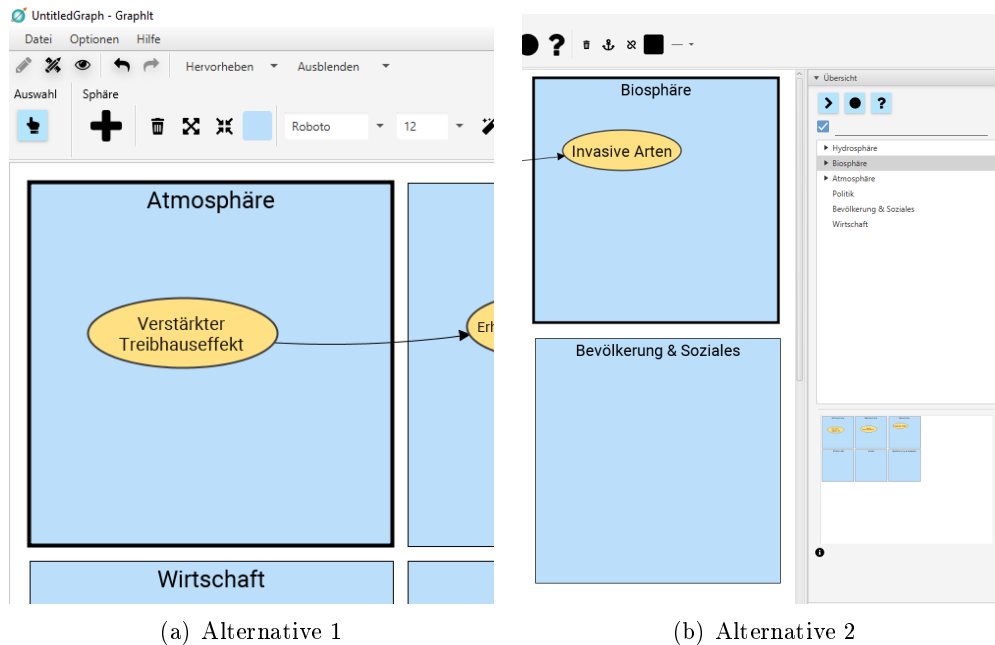 UntitledGraph - GraphIt
Datei Optionen Hilfe
Hervorheben Ausblenden
Auswahl Sphäre
Roboto 12
Atmosphäre
Verstärkter
Treibhauseffekt
Erh
Wirtschaft
(a) Alternative 1
?
Biosphäre
Invasive Arten
Bevölkerung & Soziales
Übersicht
?
Hydrosphäre
Biosphäre
Atmosphäre
Politik
Bevölkerung & Soziales
Wirtschaft
(b) Alternative 2